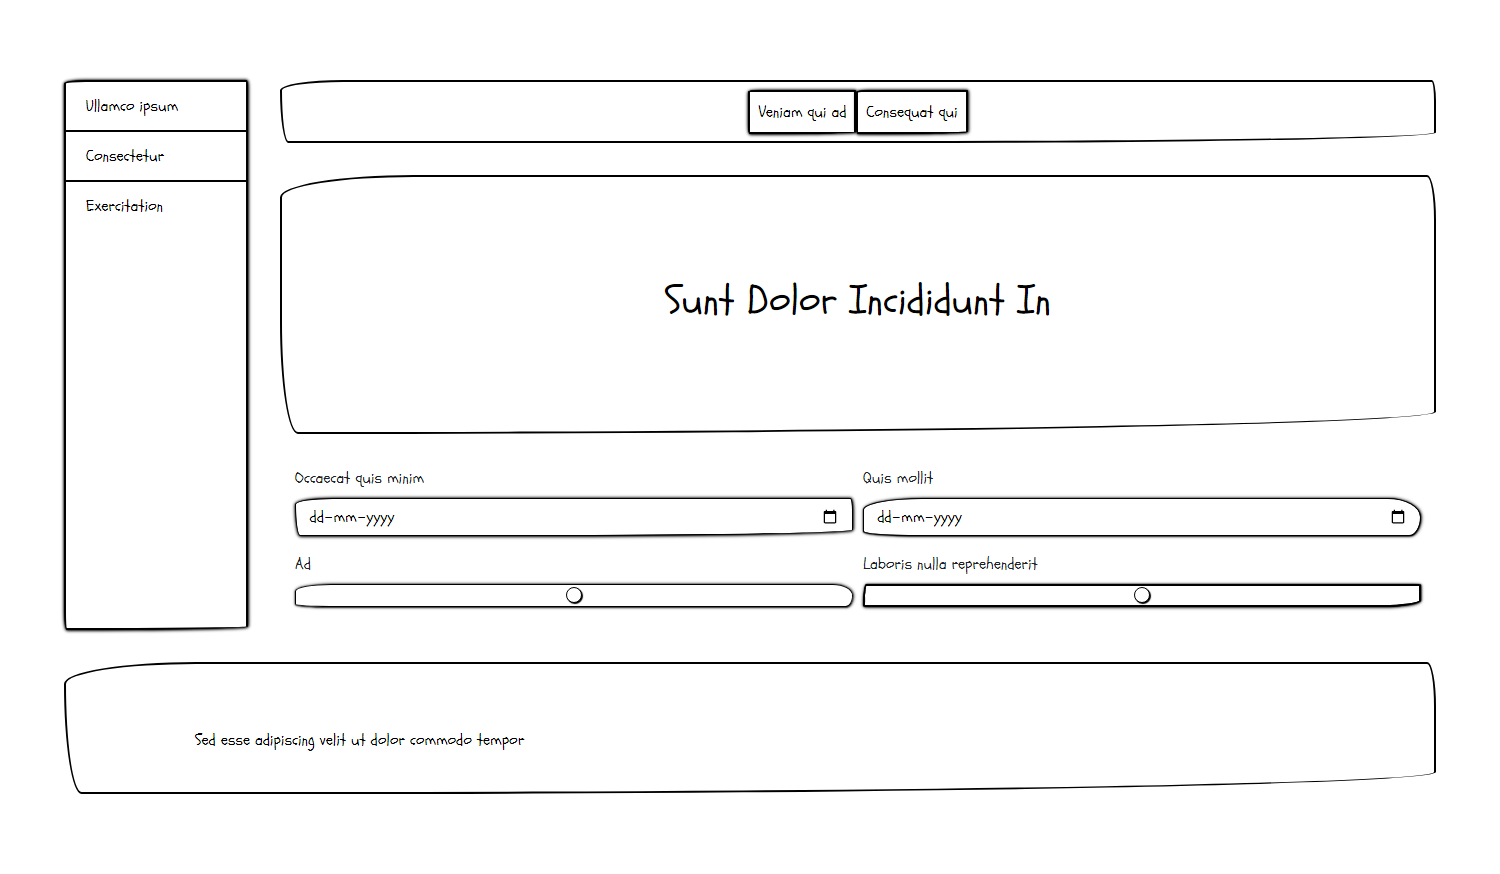 Ullamco ipsum
Consectetur
Exercitation
Veniam qui ad
Consequat qui
Sunt Dolor Incididunt In
Occaecat quis minim
dd-mm-yyyy
Quis mollit
dd-mm-yyyy
Ad
Laboris nulla reprehenderit
Sed esse adipiscing velit ut dolor commodo tempor